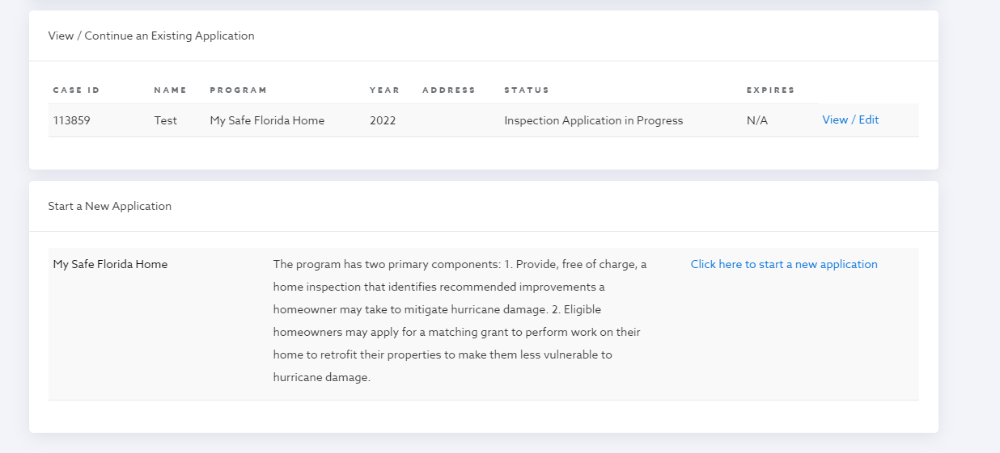 View / Continue an Existing Application
CASE ID NAME PROGRAM YEAR ADDRESS STATUS EXPIRES
113859 Test My Safe Florida Home 2022 Inspection Application in Progress N/A View / Edit
Start a New Application
My Safe Florida Home The program has two primary components: 1. Provide, free of charge, a Click here to start a new application
home inspection that identifies recommended improvements a
homeowner may take to mitigate hurricane damage. 2. Eligible
homeowners may apply for a matching grant to perform work on their
home to retrofit their properties to make them less vulnerable to
hurricane damage.